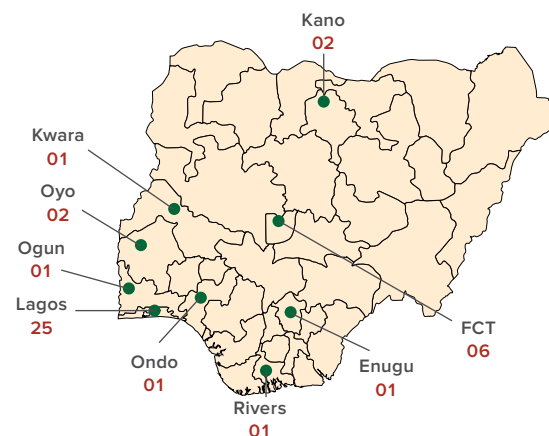 Kano
02
Kwara
01
Oyo
02
Ogun
01
Lagos
25
Ondo
01
Rivers
01
Enugu
01
FCT
06